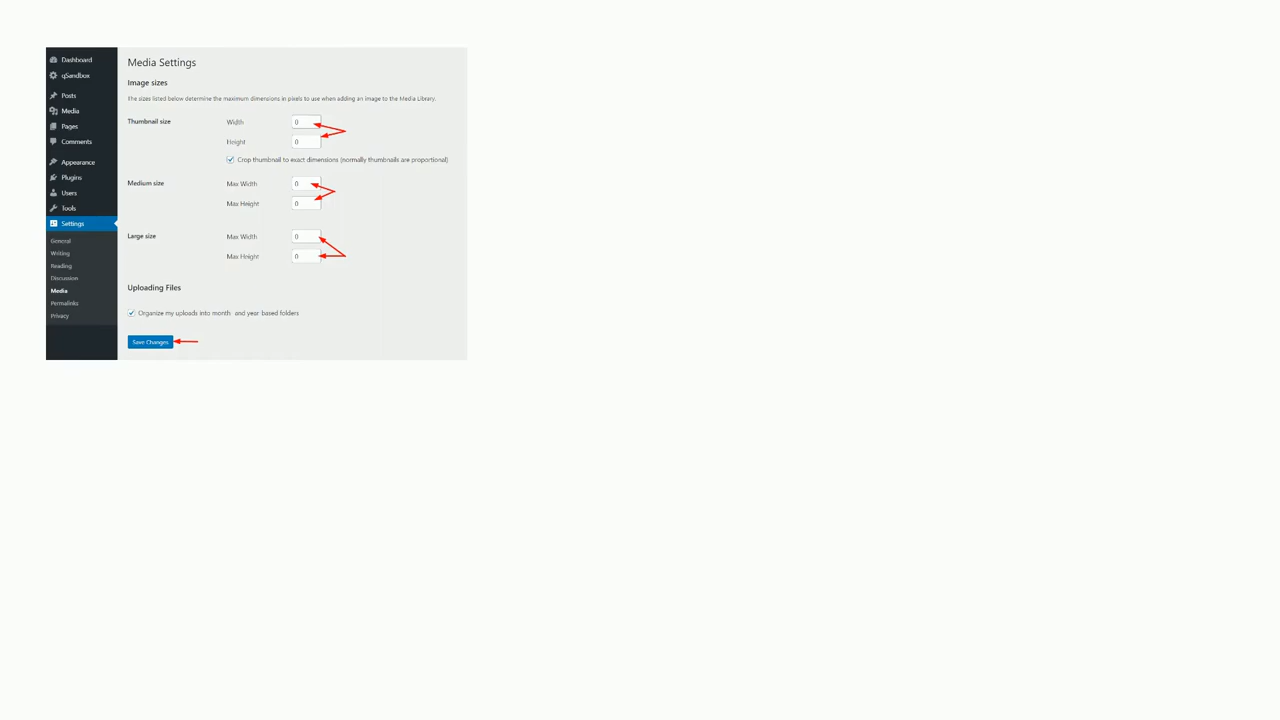 Dashboard
qSandbox
Posts
Media
Pages
Comments
Appearance
Plugins
Users
Tools
Settings
General
Writing
Reading
Discussion
Media
Permalinks
Privacy
Media Settings
Image sizes
The sizes listed below determine the maximum dimensions in pixels to use when adding an image to the Media Library.
Thumbnail size Width 0
Height 0
Crop thumbnail to exact dimensions (normally thumbnails are proportional)
Medium size Max Width 0
Max Height 0
Large size Max Width 0
Max Height 0
Uploading Files
Organize my uploads into month and year based folders
Save Changes